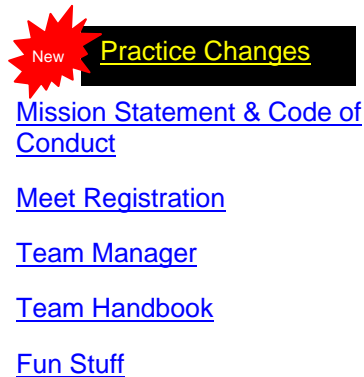 New
Practice Changes
Mission Statement & Code of
Conduct
Meet Registration
Team Manager
Team Handbook
Fun Stuff